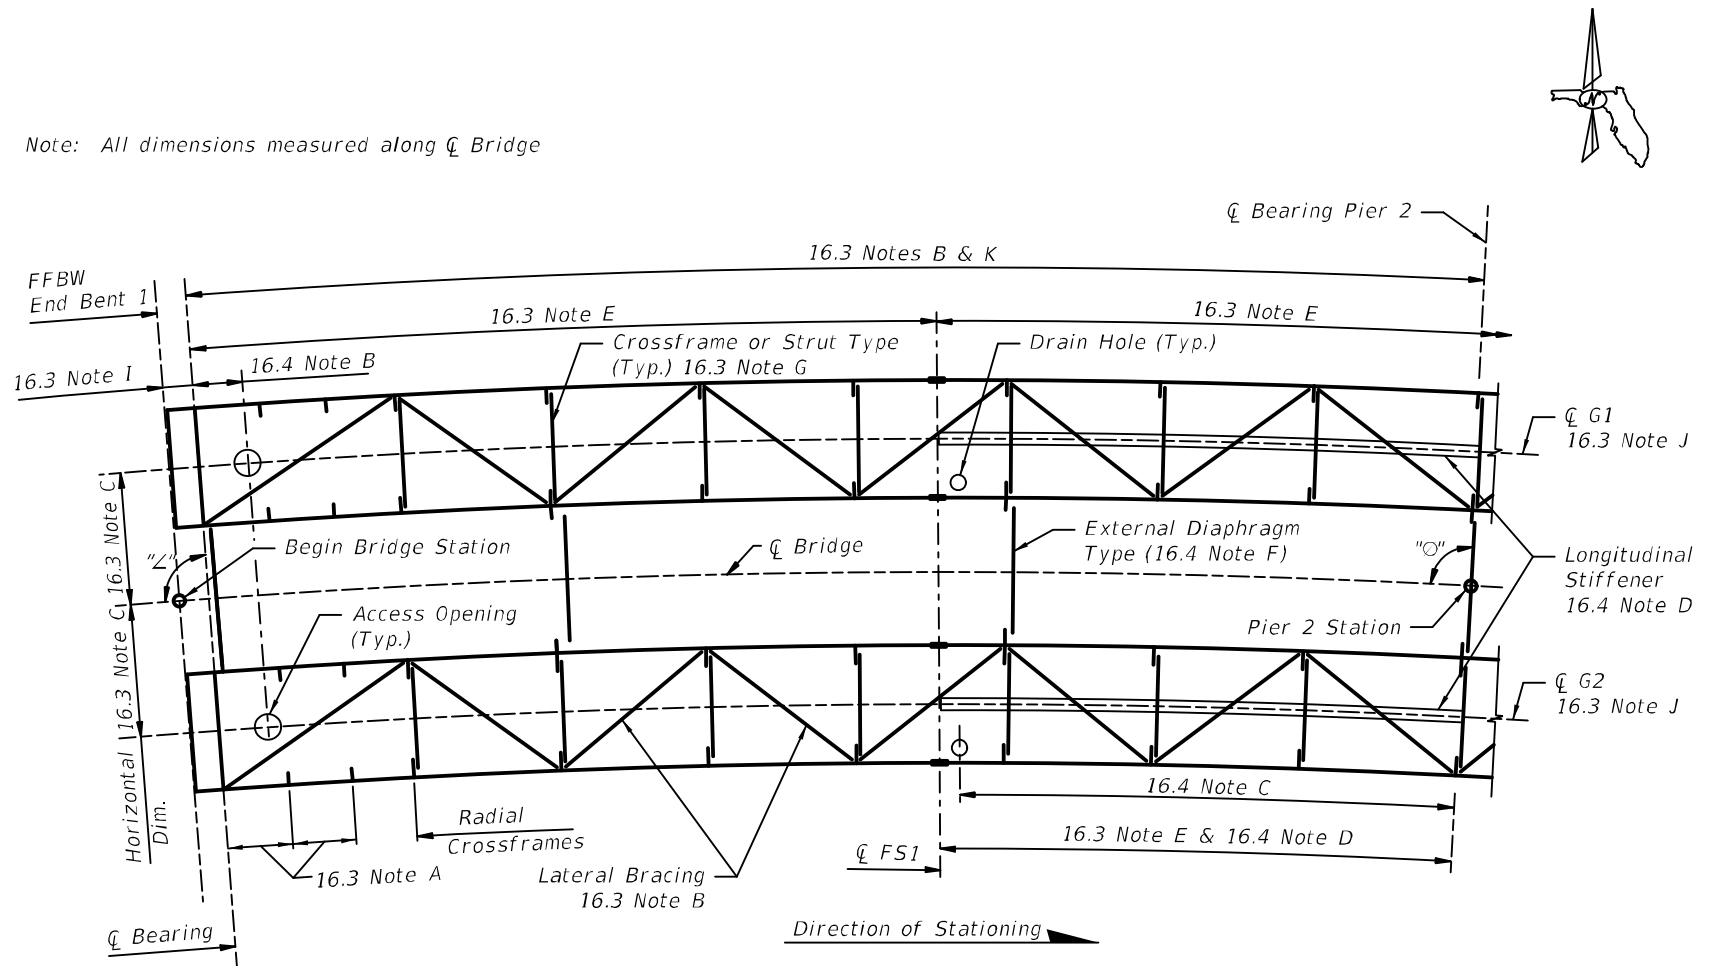 Note: All dimensions measured along ℄ Bridge
N
℄ Bearing Pier 2
16.3 Notes B & K
FFBW
End Bent 1
16.3 Note E
16.3 Note E
Crossframe or Strut Type
(Typ.) 16.3 Note G
Drain Hole (Typ.)
16.4 Note B
16.3 Note I
℄ G1
16.3 Note J
16.3 Note C
"∠"
Begin Bridge Station
℄ Bridge
External Diaphragm
Type (16.4 Note F)
"∅"
Longitudinal
Stiffener
16.4 Note D
Access Opening
(Typ.)
Pier 2 Station
16.3 Note C
℄ G2
16.3 Note J
Horizontal
Dim.
16.4 Note C
Radial
Crossframes
16.3 Note E & 16.4 Note D
℄ FS1
16.3 Note A
Lateral Bracing
16.3 Note B
℄ Bearing
Direction of Stationing